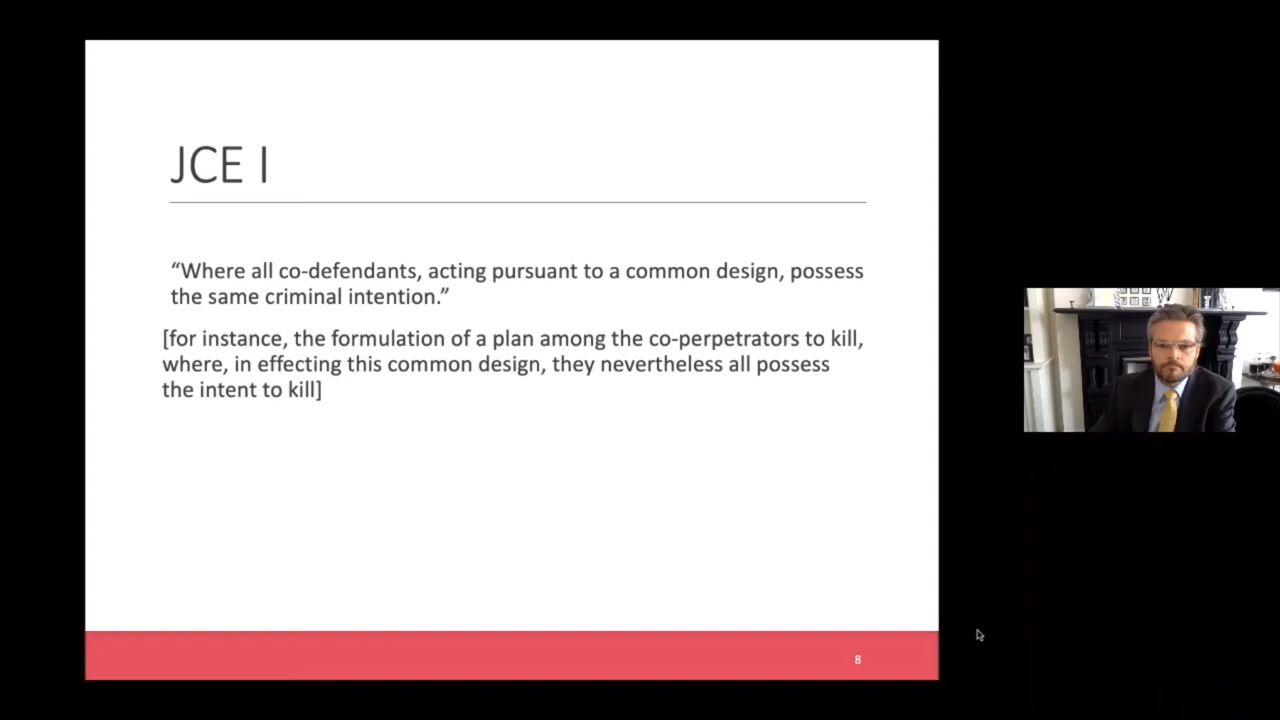 JCE I
“Where all co-defendants, acting pursuant to a common design, possess
the same criminal intention.”
[for instance, the formulation of a plan among the co-perpetrators to kill,
where, in effecting this common design, they nevertheless all possess
the intent to kill]
8